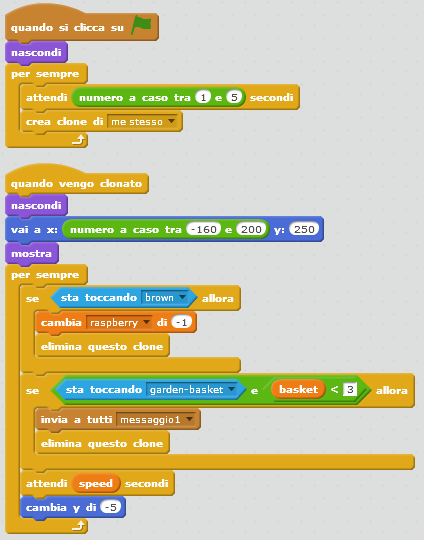 quando si clicca su
nascondi
per sempre
attendi numero a caso tra 1 e 5 secondi
crea clone di me stesso
quando vengo clonato
nascondi
vai a x: numero a caso tra -160 e 200 y: 250
mostra
per sempre
se sta toccando brown allora
cambia raspberry di -1
elimina questo clone
se sta toccando garden-basket e basket < 3 allora
invia a tutti messaggio1
elimina questo clone
attendi speed secondi
cambia y di -5